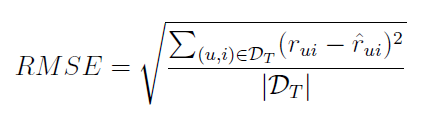 RMSE = \sqrt{\frac{\sum_{(u,i) \in \mathcal{D}_T} (r_{ui} - \hat{r}_{ui})^2}{|\mathcal{D}_T|}}